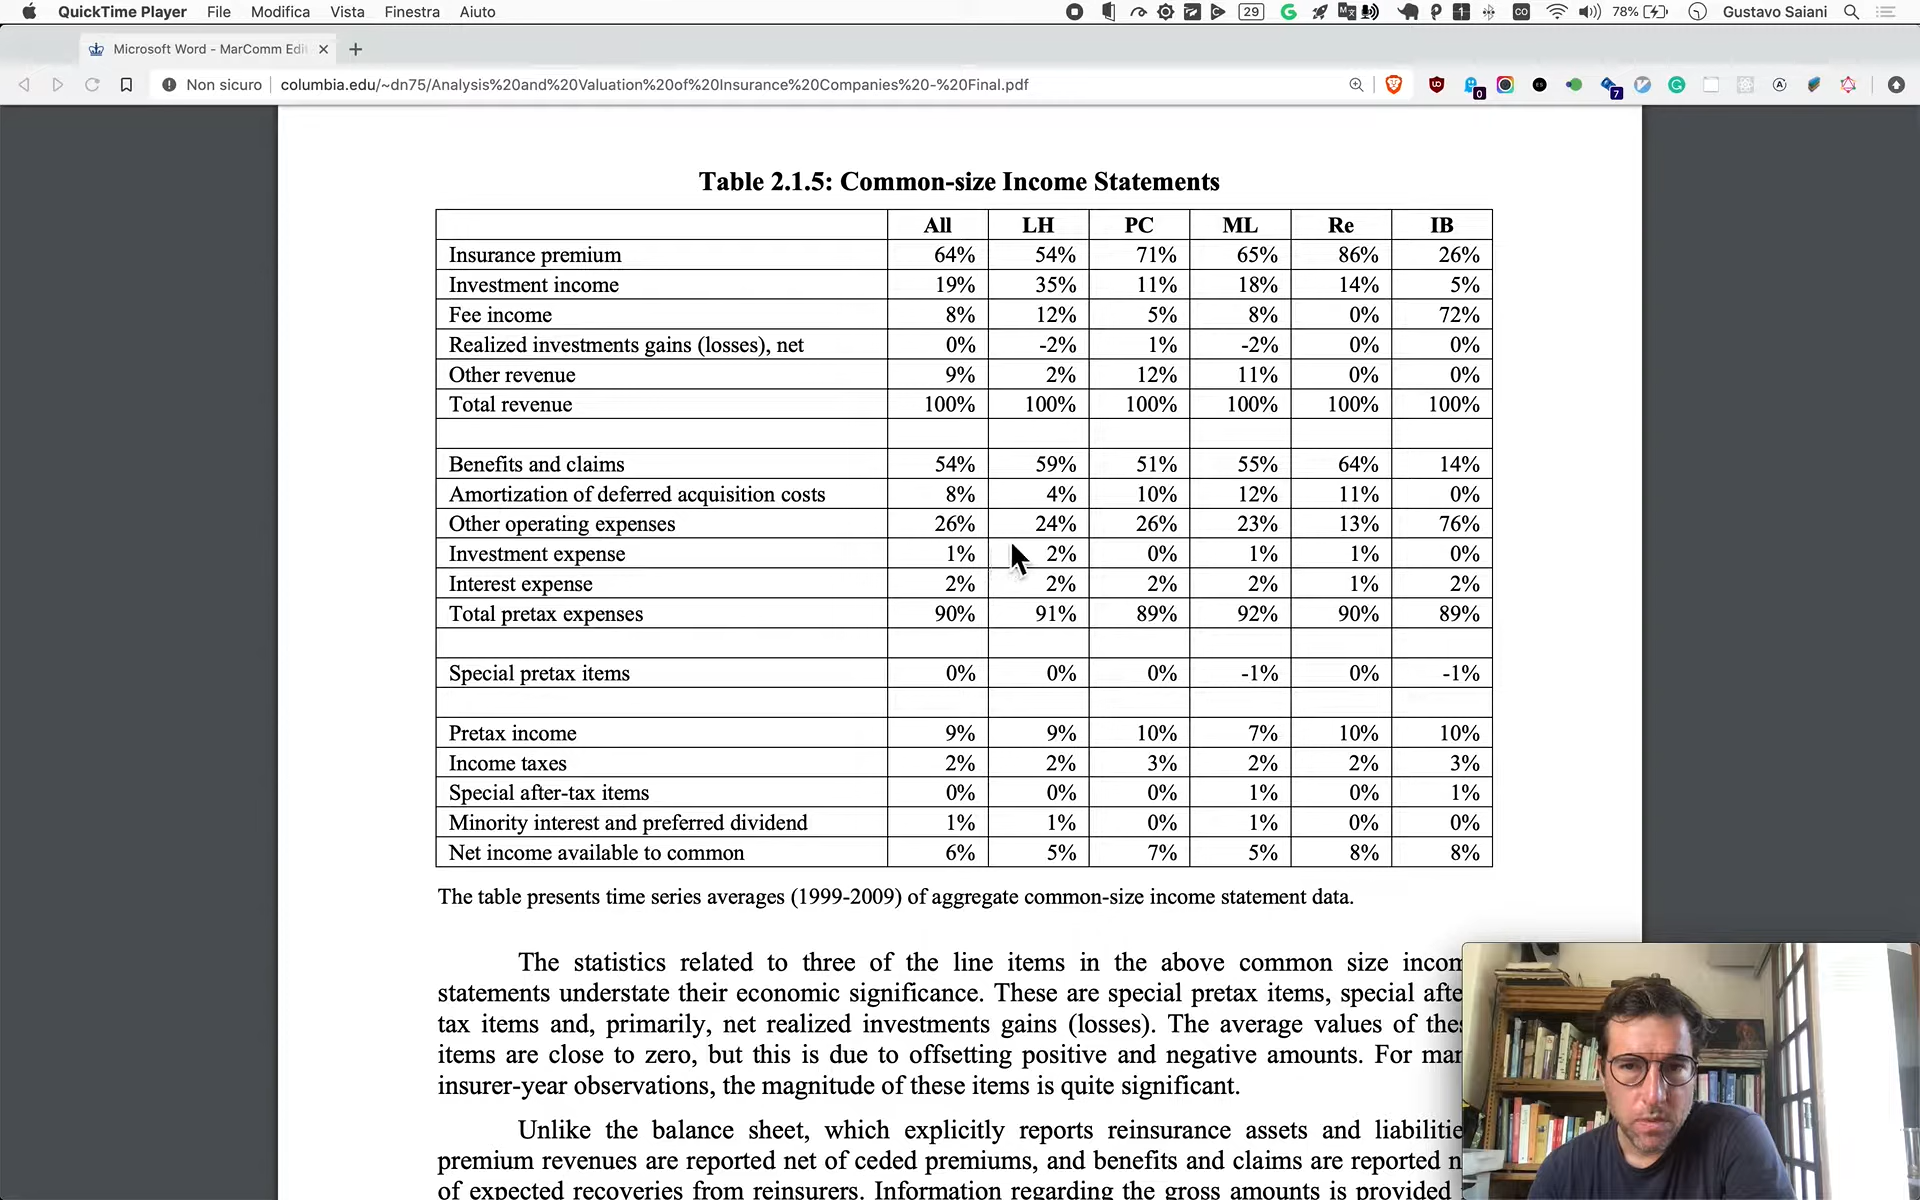 QuickTime Player File Modifica Vista Finestra Aiuto 29 78% Gustavo Saiani
Microsoft Word - MarComm Edi
Non sicuro columbia.edu/~dn75/Analysis%20and%20Valuation%20of%20Insurance%20Companies%20-%20Final.pdf 0 7
Table 2.1.5: Common-size Income Statements
All LH PC ML Re IB
Insurance premium 64% 54% 71% 65% 86% 26%
Investment income 19% 35% 11% 18% 14% 5%
Fee income 8% 12% 5% 8% 0% 72%
Realized investments gains (losses), net 0% -2% 1% -2% 0% 0%
Other revenue 9% 2% 12% 11% 0% 0%
Total revenue 100% 100% 100% 100% 100% 100%
Benefits and claims 54% 59% 51% 55% 64% 14%
Amortization of deferred acquisition costs 8% 4% 10% 12% 11% 0%
Other operating expenses 26% 24% 26% 23% 13% 76%
Investment expense 1% 2% 0% 1% 1% 0%
Interest expense 2% 2% 2% 2% 1% 2%
Total pretax expenses 90% 91% 89% 92% 90% 89%
Special pretax items 0% 0% 0% -1% 0% -1%
Pretax income 9% 9% 10% 7% 10% 10%
Income taxes 2% 2% 3% 2% 2% 3%
Special after-tax items 0% 0% 0% 1% 0% 1%
Minority interest and preferred dividend 1% 1% 0% 1% 0% 0%
Net income available to common 6% 5% 7% 5% 8% 8%
The table presents time series averages (1999-2009) of aggregate common-size income statement data.
The statistics related to three of the line items in the above common size incom
statements understate their economic significance. These are special pretax items, special afte
tax items and, primarily, net realized investments gains (losses). The average values of thes
items are close to zero, but this is due to offsetting positive and negative amounts. For man
insurer-year observations, the magnitude of these items is quite significant.
Unlike the balance sheet, which explicitly reports reinsurance assets and liabilitie
premium revenues are reported net of ceded premiums, and benefits and claims are reported n
of expected recoveries from reinsurers. Information regarding the gross amounts is provided